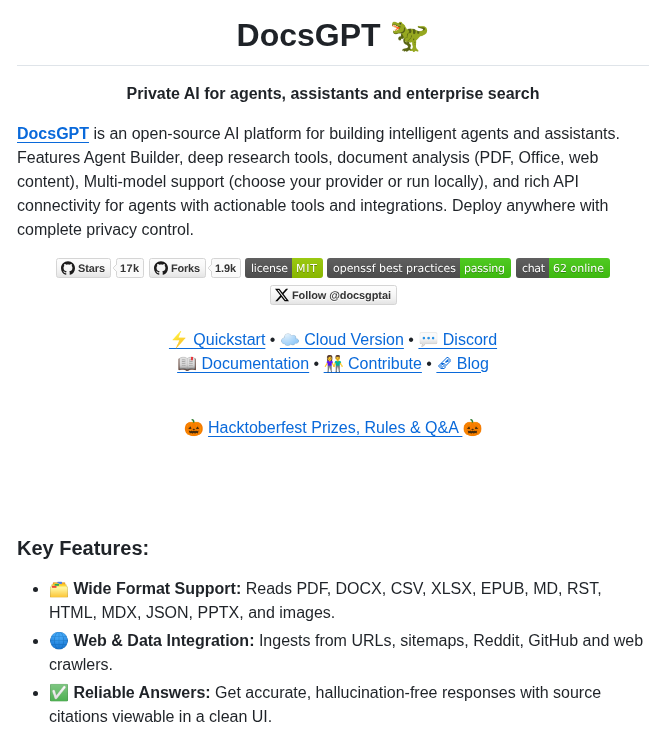 DocsGPT 🦖
Private AI for agents, assistants and enterprise search
DocsGPT is an open-source AI platform for building intelligent agents and assistants.
Features Agent Builder, deep research tools, document analysis (PDF, Office, web
content), Multi-model support (choose your provider or run locally), and rich API
connectivity for agents with actionable tools and integrations. Deploy anywhere with
complete privacy control.
Stars 17k Forks 1.9k license MIT openssf best practices passing chat 62 online
Follow @docsgptai
⚡ Quickstart • ☁️ Cloud Version • 💬 Discord
📖 Documentation • 👫 Contribute • 🗞 Blog
🎃 Hacktoberfest Prizes, Rules & Q&A 🎃
Key Features:
• 🗂️ Wide Format Support: Reads PDF, DOCX, CSV, XLSX, EPUB, MD, RST,
HTML, MDX, JSON, PPTX, and images.
• 🌐 Web & Data Integration: Ingests from URLs, sitemaps, Reddit, GitHub and web
crawlers.
• ✅ Reliable Answers: Get accurate, hallucination-free responses with source
citations viewable in a clean UI.